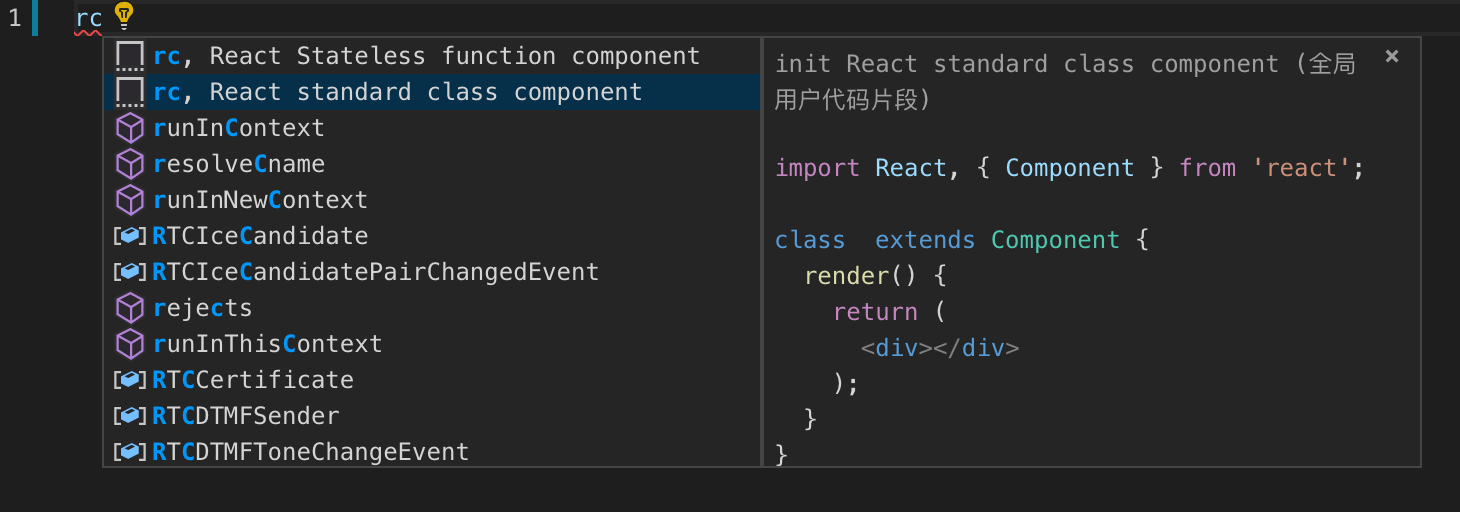 1 rc
rc, React Stateless function component
rc, React standard class component
runInContext
resolveCname
runInNewContext
RTCIceCandidate
RTCIceCandidatePairChangedEvent
rejects
runInThisContext
RTCCertificate
RTCDTMFSender
RTCDTMFToneChangeEvent
init React standard class component (全局
用户代码片段)
import React, { Component } from 'react';
class  extends Component {
  render() {
    return (
      <div></div>
    );
  }
}